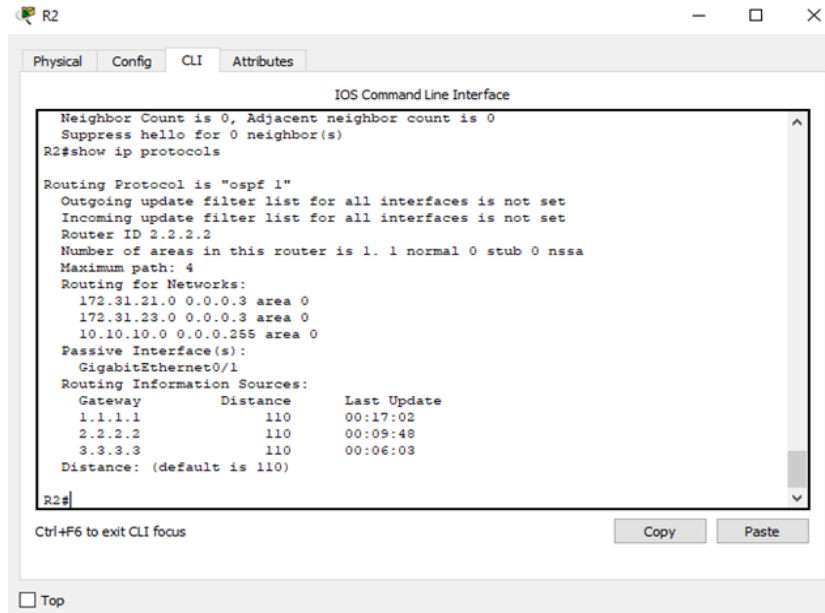 R2
Physical Config CLI Attributes
IOS Command Line Interface
Neighbor Count is 0, Adjacent neighbor count is 0
Suppress hello for 0 neighbor(s)
R2#show ip protocols
Routing Protocol is "ospf 1"
Outgoing update filter list for all interfaces is not set
Incoming update filter list for all interfaces is not set
Router ID 2.2.2.2
Number of areas in this router is 1. 1 normal 0 stub 0 nssa
Maximum path: 4
Routing for Networks:
172.31.21.0 0.0.0.3 area 0
172.31.23.0 0.0.0.3 area 0
10.10.10.0 0.0.0.255 area 0
Passive Interface(s):
GigabitEthernet0/1
Routing Information Sources:
Gateway Distance Last Update
1.1.1.1 110 00:17:02
2.2.2.2 110 00:09:48
3.3.3.3 110 00:06:03
Distance: (default is 110)
R2#
Ctrl+F6 to exit CLI focus
Copy Paste
Top